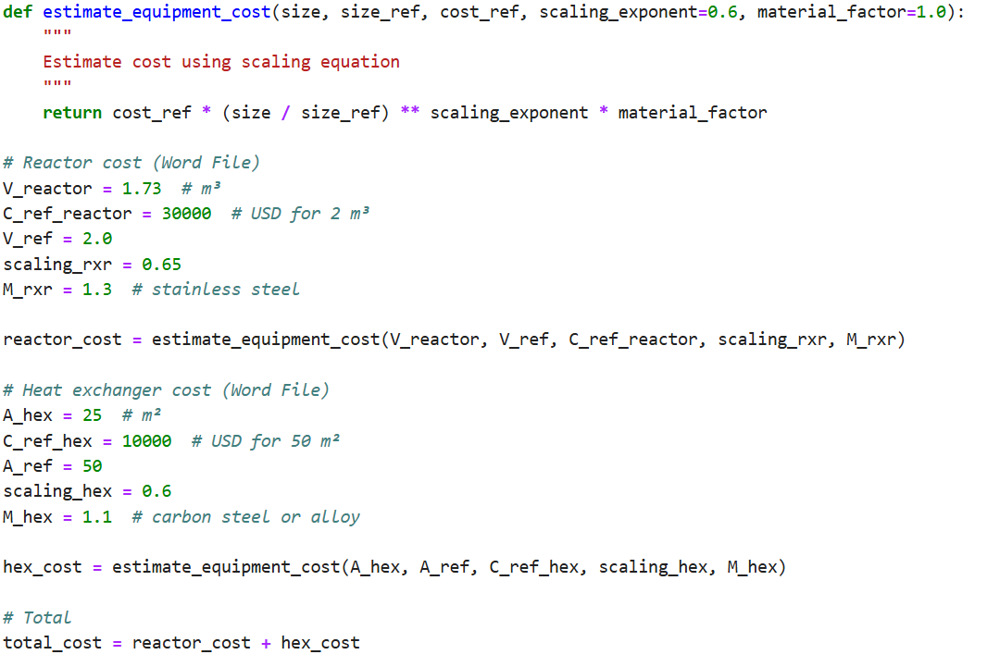 def estimate_equipment_cost(size, size_ref, cost_ref, scaling_exponent=0.6, material_factor=1.0):
    """
    Estimate cost using scaling equation
    """
    return cost_ref * (size / size_ref) ** scaling_exponent * material_factor

# Reactor cost (Word File)
V_reactor = 1.73  # m³
C_ref_reactor = 30000  # USD for 2 m³
V_ref = 2.0
scaling_rxr = 0.65
M_rxr = 1.3  # stainless steel

reactor_cost = estimate_equipment_cost(V_reactor, V_ref, C_ref_reactor, scaling_rxr, M_rxr)

# Heat exchanger cost (Word File)
A_hex = 25  # m²
C_ref_hex = 10000  # USD for 50 m²
A_ref = 50
scaling_hex = 0.6
M_hex = 1.1  # carbon steel or alloy

hex_cost = estimate_equipment_cost(A_hex, A_ref, C_ref_hex, scaling_hex, M_hex)

# Total
total_cost = reactor_cost + hex_cost